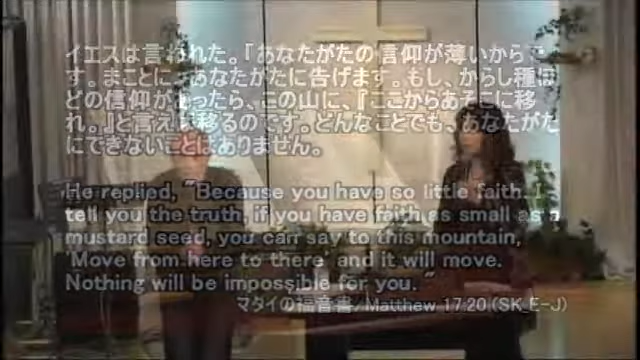 イエスは言われた。「あなたがたの信仰が薄いからで
す。まことに、あなたがたに告げます。もし、からし種ほ
どの信仰があったら、この山に、『ここからあそこに移
れ。』と言えば移るのです。どんなことでも、あなたがた
にできないことはありません。
He replied, "Because you have so little faith. I
tell you the truth, if you have faith as small as a
mustard seed, you can say to this mountain,
'Move from here to there' and it will move.
Nothing will be impossible for you."
マタイの福音書/Matthew 17:20 (SK_E-J)